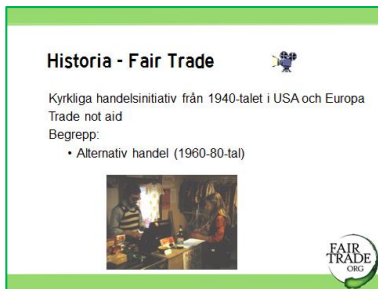 Historia - Fair Trade
Kyrkliga handelsinitiativ från 1940-talet i USA och Europa
Trade not aid
Begrepp:
• Alternativ handel (1960-80-tal)
FAIR
TRADE
ORG